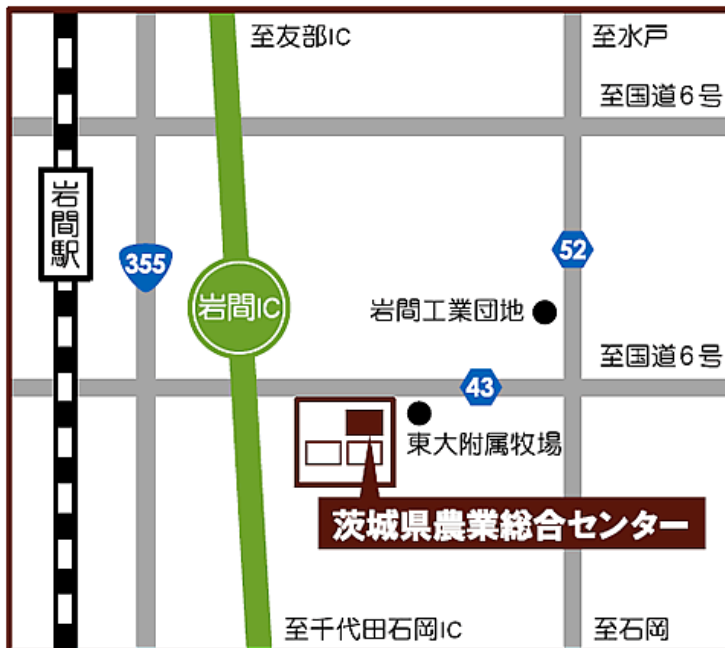 至友部IC
至水戸
至国道6号
岩間駅
355
52
岩間IC
岩間工業団地
至国道6号
43
東大附属牧場
茨城県農業総合センター
至千代田石岡IC
至石岡